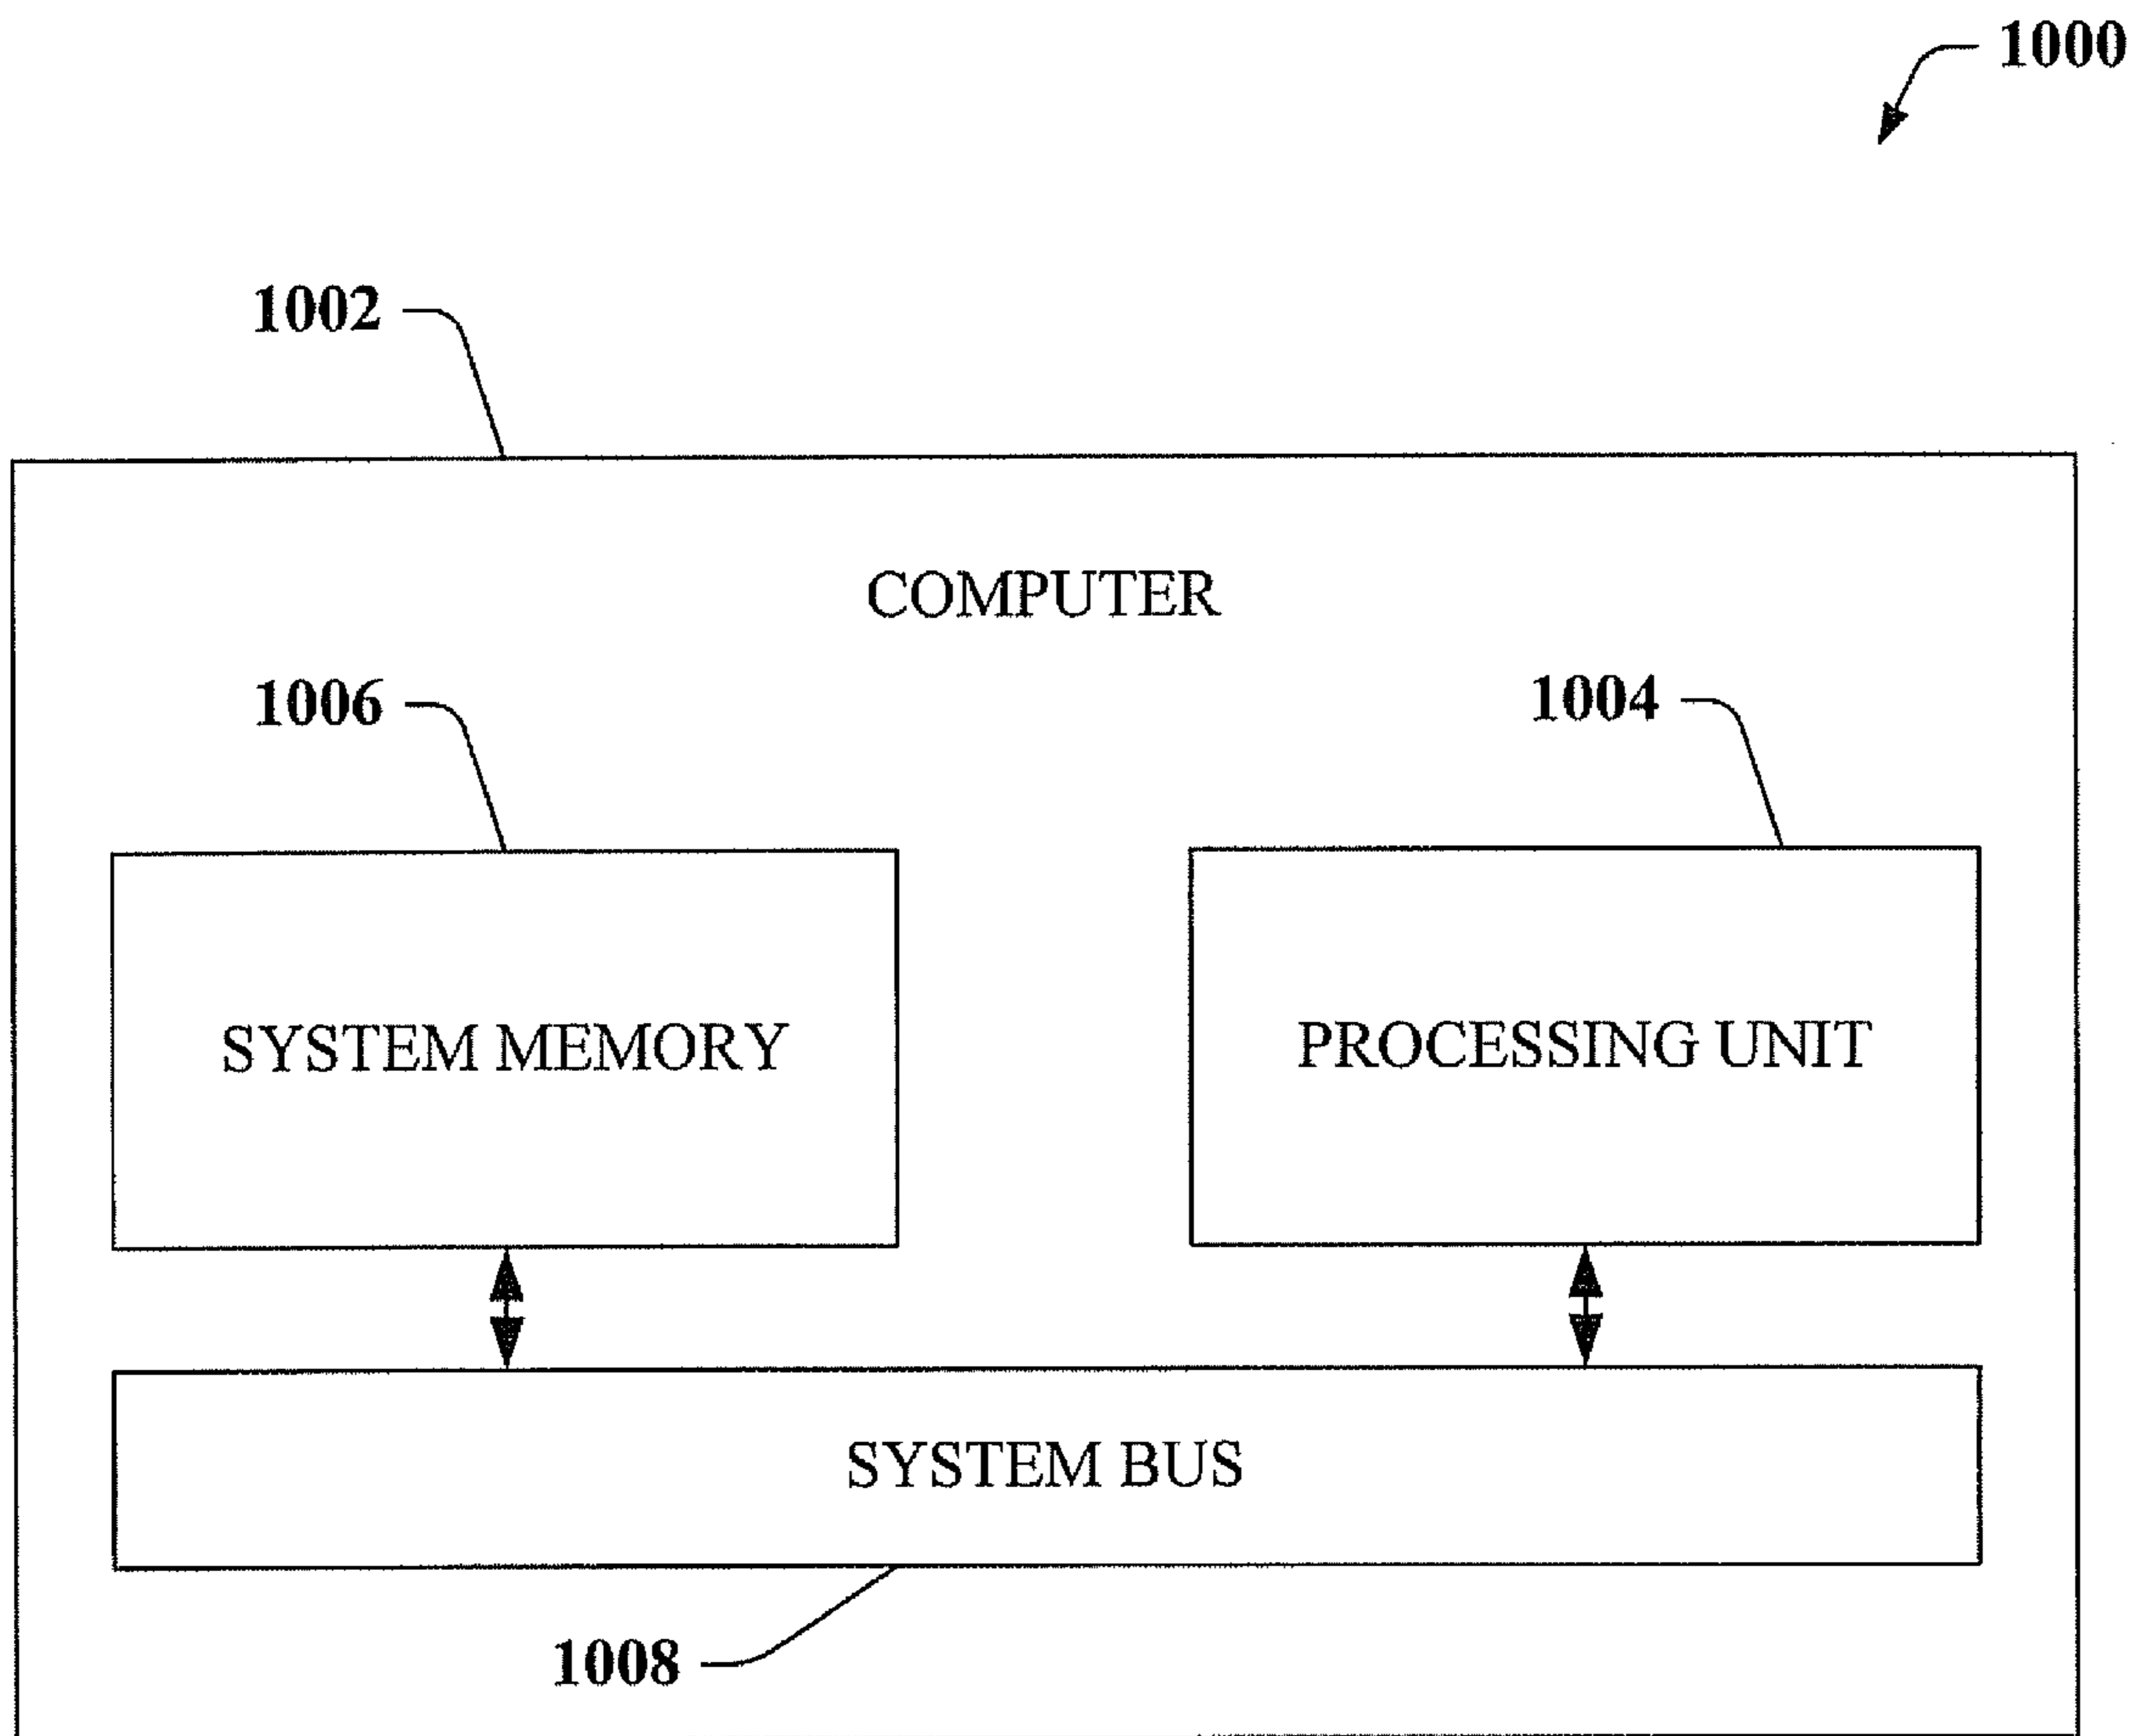 1000
1002
COMPUTER
1006
1004
SYSTEM MEMORY
PROCESSING UNIT
SYSTEM BUS
1008